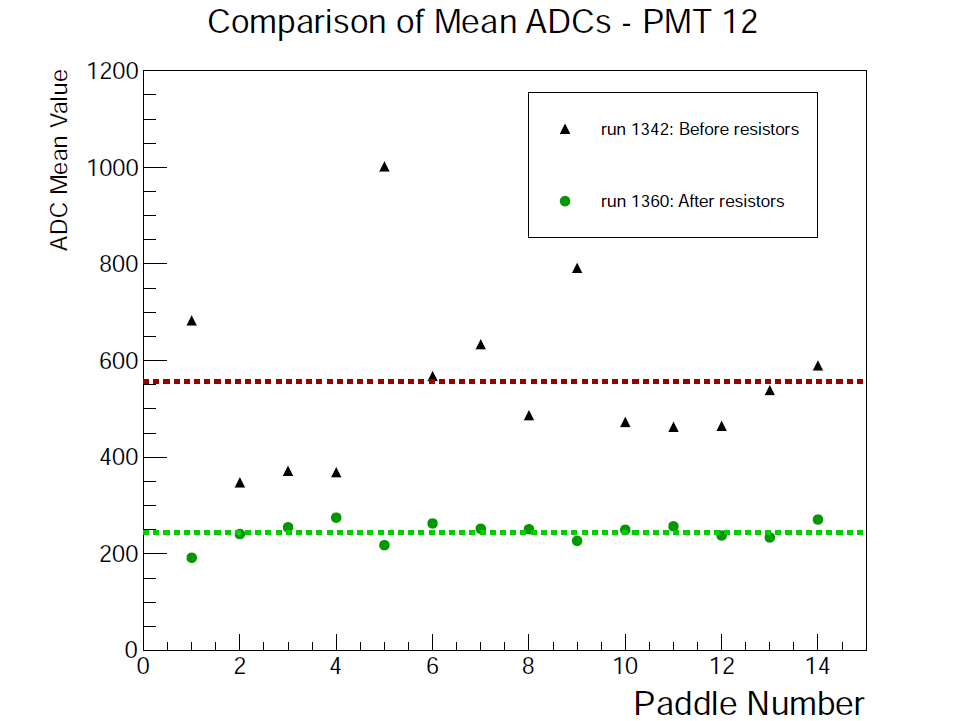 Comparison of Mean ADCs - PMT 12
ADC Mean Value
1200
1000
800
600
400
200
0
run 1342: Before resistors
run 1360: After resistors
0 2 4 6 8 10 12 14
Paddle Number